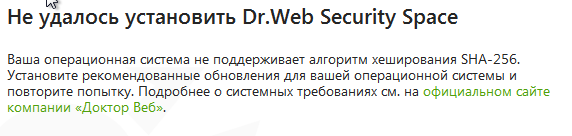 Не удалось установить Dr.Web Security Space
Ваша операционная система не поддерживает алгоритм хеширования SHA-256.
Установите рекомендованные обновления для вашей операционной системы и
повторите попытку. Подробнее о системных требованиях см. на официальном сайте
компании «Доктор Веб».